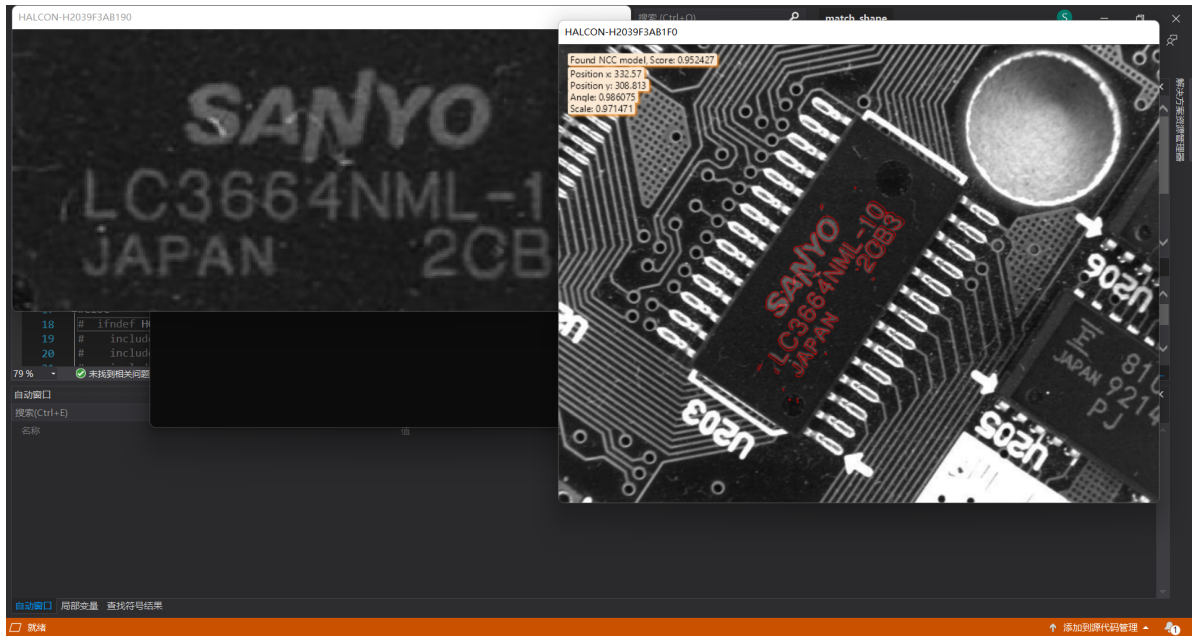 HALCON-H2039F3AB190
SANYO
LC3664NML-1
JAPAN 2CB
搜索(Ctrl+Q)
match_shape
S
HALCON-H2039F3AB1F0
Found NCC model, Score: 0.952427
Position x: 332.57
Position y: 308.813
Angle: 0.986075
Scale: 0.971471
SANYO
LC3664NML-10
JAPAN 2CB3
U203
U206
U205
JAPAN 810
9214
PJ
解决方案资源管理器
18 # ifndef H
19 # include
20 # include
79 %
未找到相关问题
自动窗口
搜索(Ctrl+E)
名称
值
自动窗口 局部变量 查找符号结果
就绪
添加到源代码管理
1